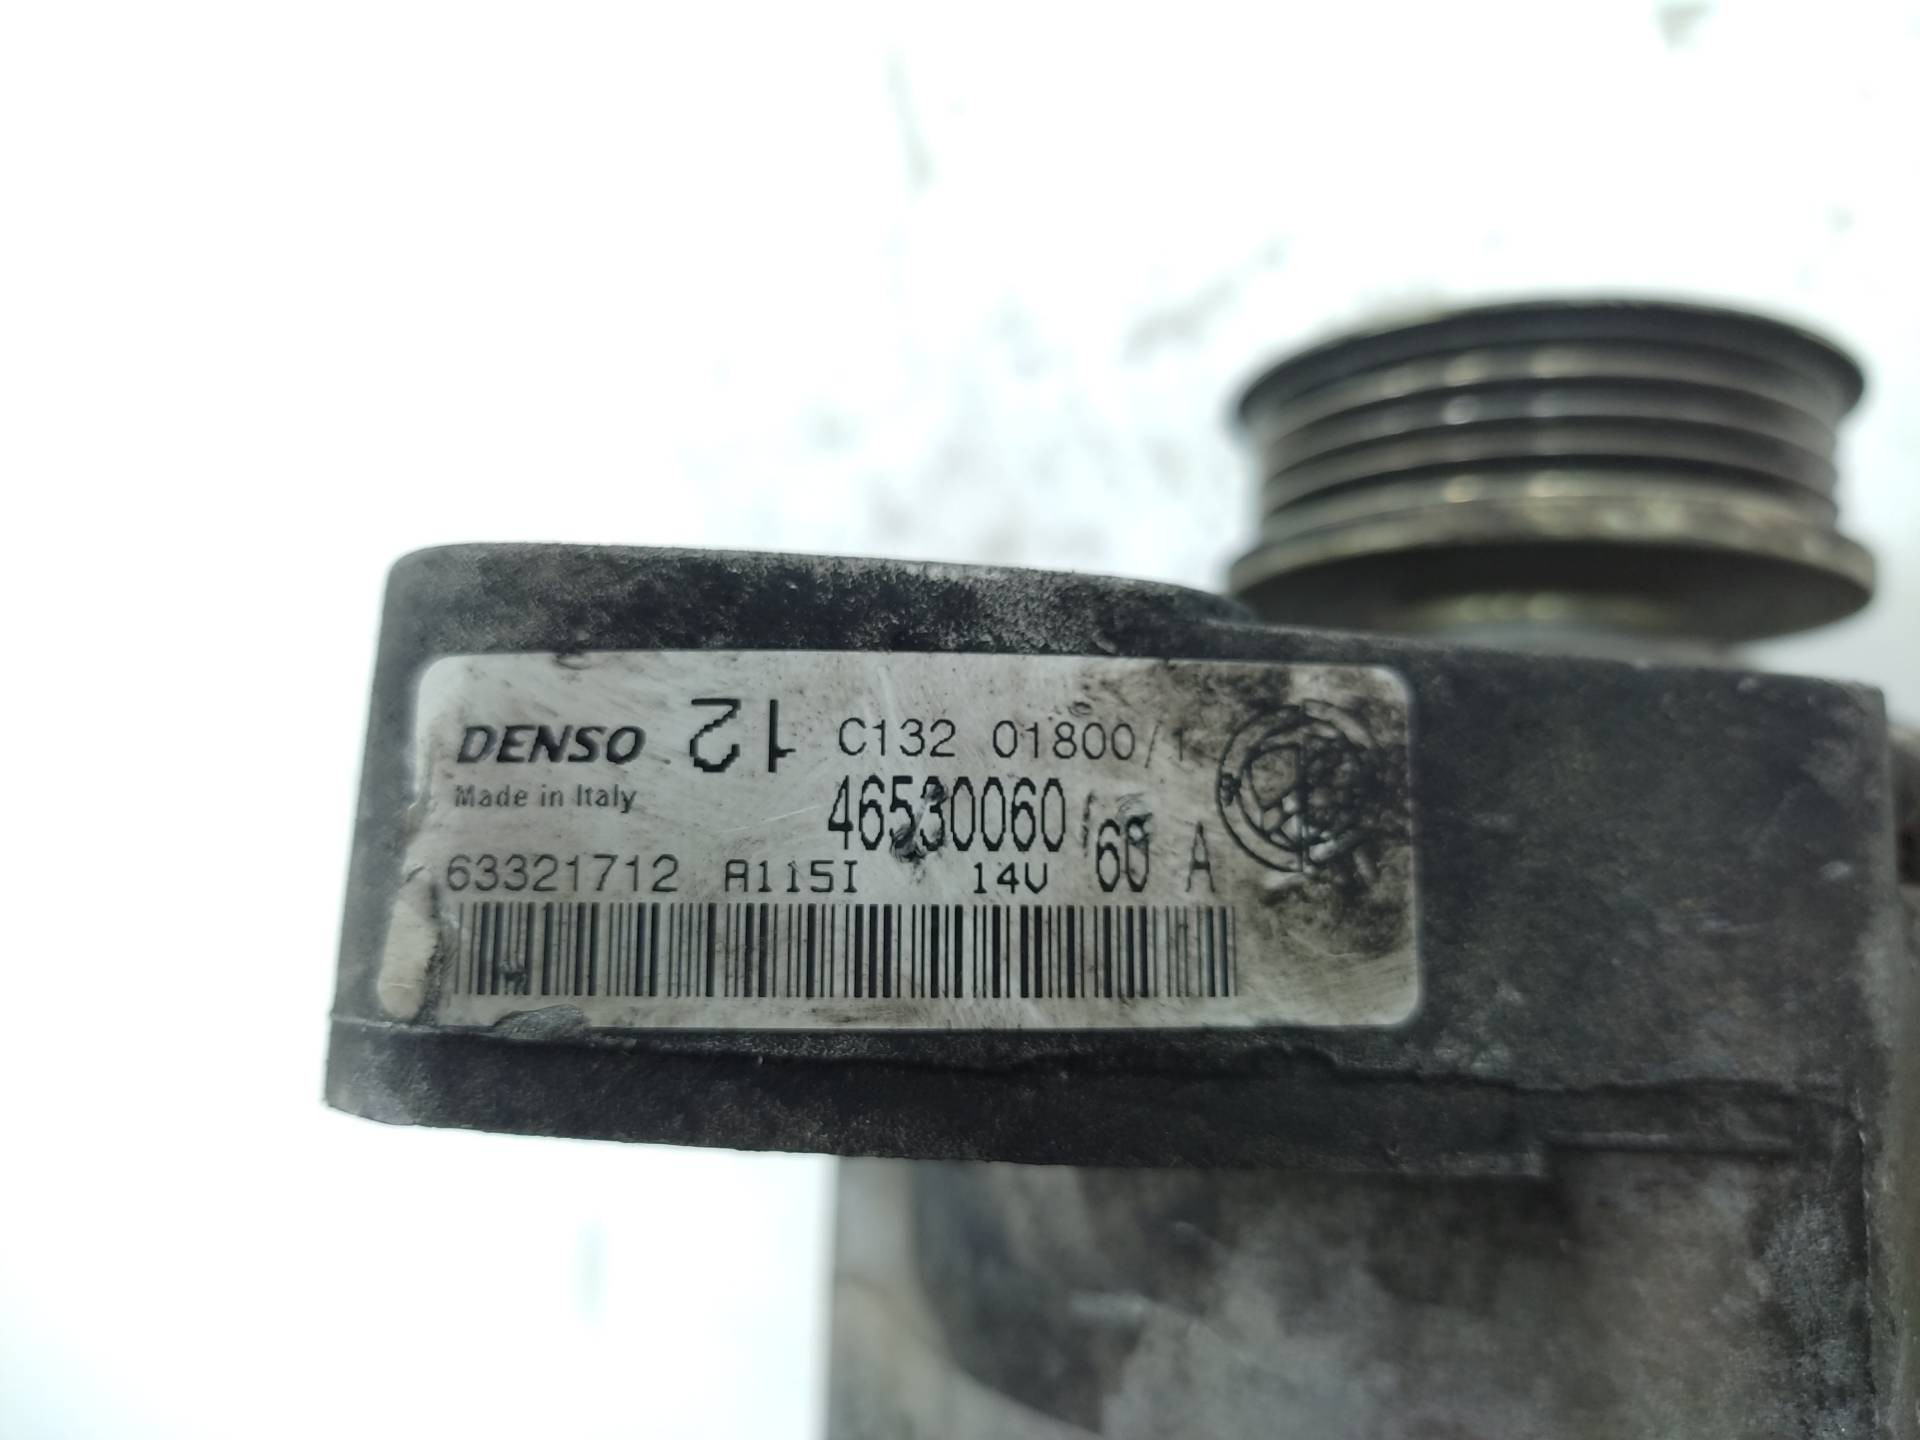 DENSO 12 C132 01800/1
Made in Italy 46530060
63321712 A115I 14V 60 A